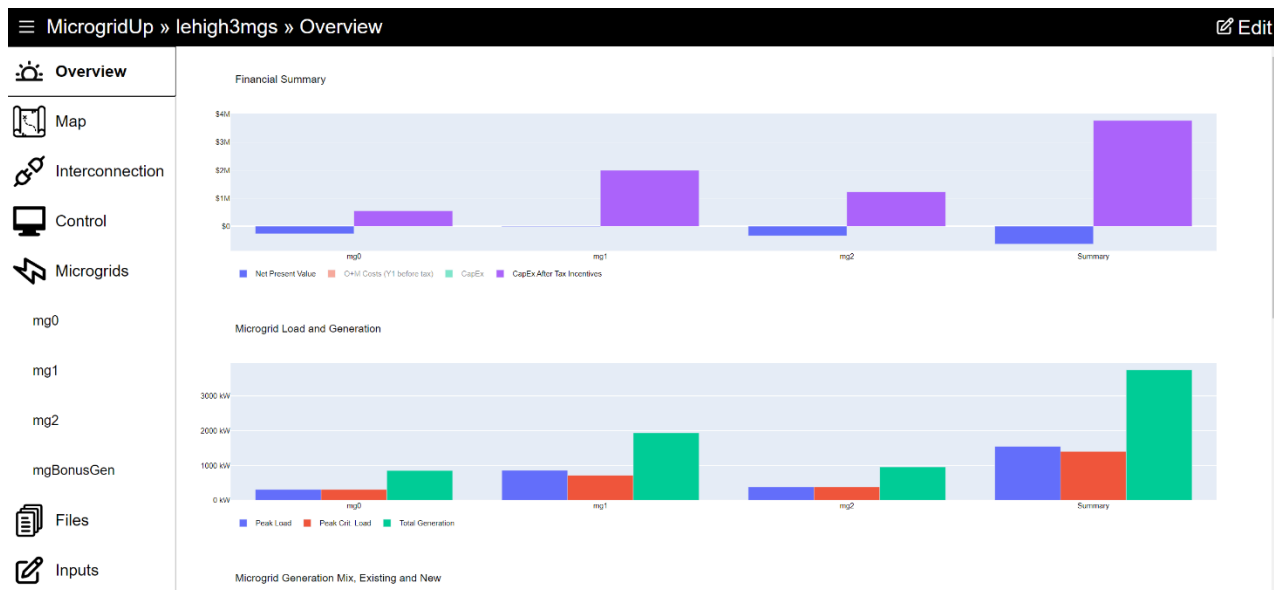 MicrogridUp » lehigh3mgs » Overview
Edit
Overview
Map
Interconnection
Control
Microgrids
mg0
mg1
mg2
mgBonusGen
Files
Inputs
Financial Summary
$4M
$3M
$2M
$1M
$0
mg0 mg1 mg2 Summary
Net Present Value O+M Costs (Y1 before tax) CapEx CapEx After Tax Incentives
Microgrid Load and Generation
3000 kW
2000 kW
1000 kW
0 kW
mg0 mg1 mg2 Summary
Peak Load Peak Crit. Load Total Generation
Microgrid Generation Mix, Existing and New